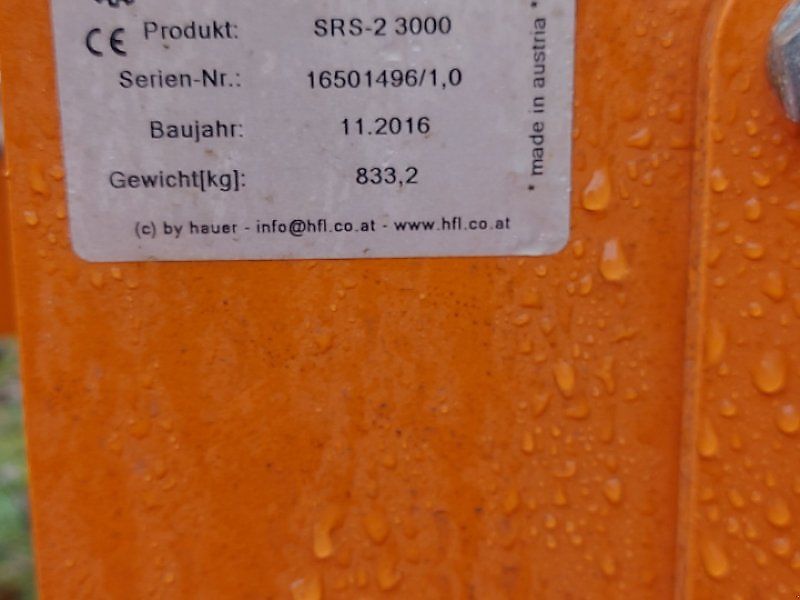 CE Produkt: SRS-2 3000
Serien-Nr.: 16501496/1,0
Baujahr: 11.2016
Gewicht[kg]: 833,2
(c) by hauer - info@hfl.co.at - www.hfl.co.at
* made in austria *